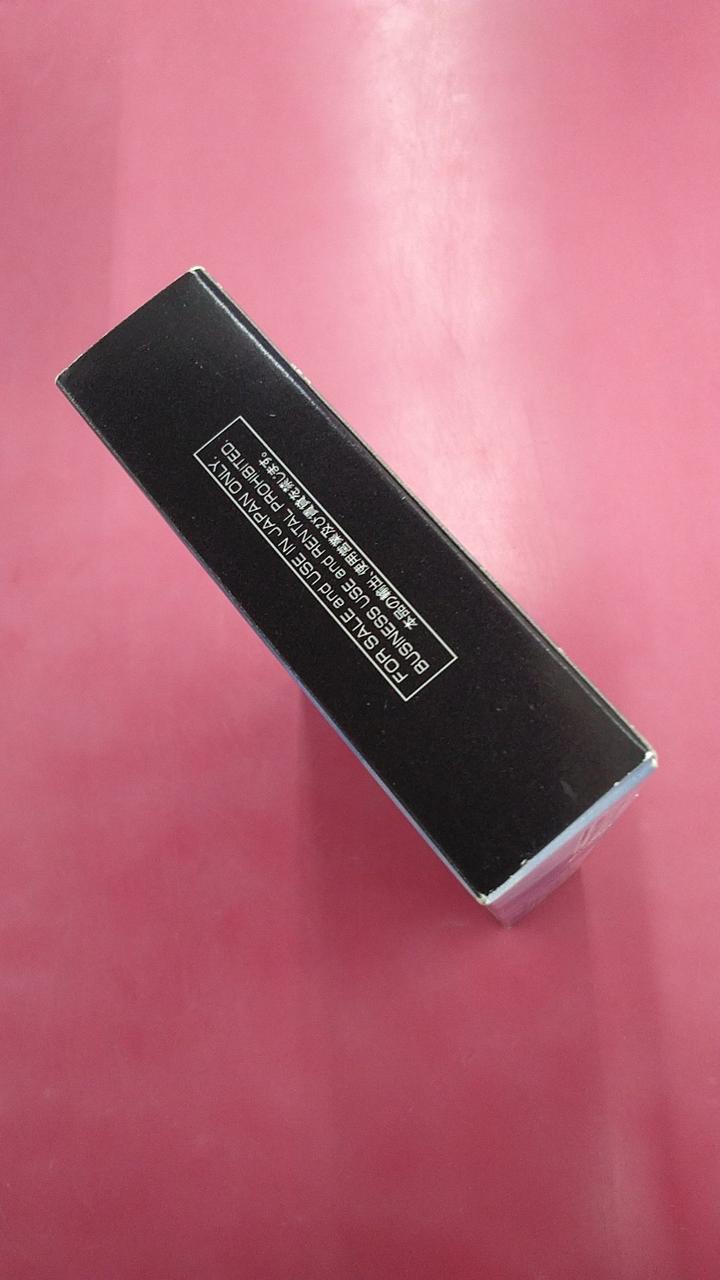 FOR SALE and USE IN JAPAN ONLY.
BUSINESS USE and RENTAL PROHIBITED.
本品の輸出、使用営業及び賃貸を禁じます。